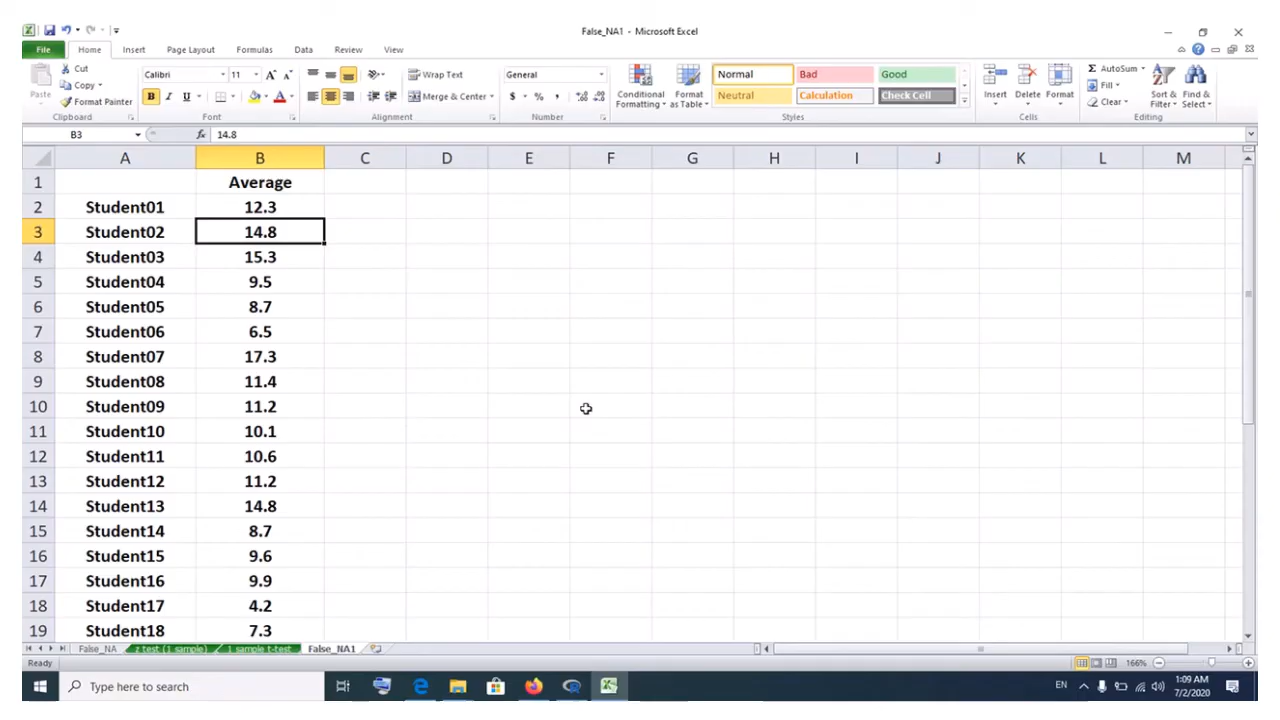 False_NA1 - Microsoft Excel
File Home Insert Page Layout Formulas Data Review View
Cut
Copy
Format Painter
Paste
Clipboard
Calibri 11 A A
B I U A
Font
Wrap Text
Merge & Center
Alignment
General
$ % ,
Number
Conditional Formatting
Format as Table
Normal Bad Good
Neutral Calculation Check Cell
Styles
Insert Delete Format
Cells
Σ AutoSum
Fill
Clear
Sort & Filter
Find & Select
Editing
B3 fx 14.8
A B C D E F G H I J K L M
1 Average
2 Student01 12.3
3 Student02 14.8
4 Student03 15.3
5 Student04 9.5
6 Student05 8.7
7 Student06 6.5
8 Student07 17.3
9 Student08 11.4
10 Student09 11.2
11 Student10 10.1
12 Student11 10.6
13 Student12 11.2
14 Student13 14.8
15 Student14 8.7
16 Student15 9.6
17 Student16 9.9
18 Student17 4.2
19 Student18 7.3
False_NA z test (1 sample) 1 sample t-test False_NA1
Ready 166%
Type here to search
EN 1:09 AM
7/2/2020